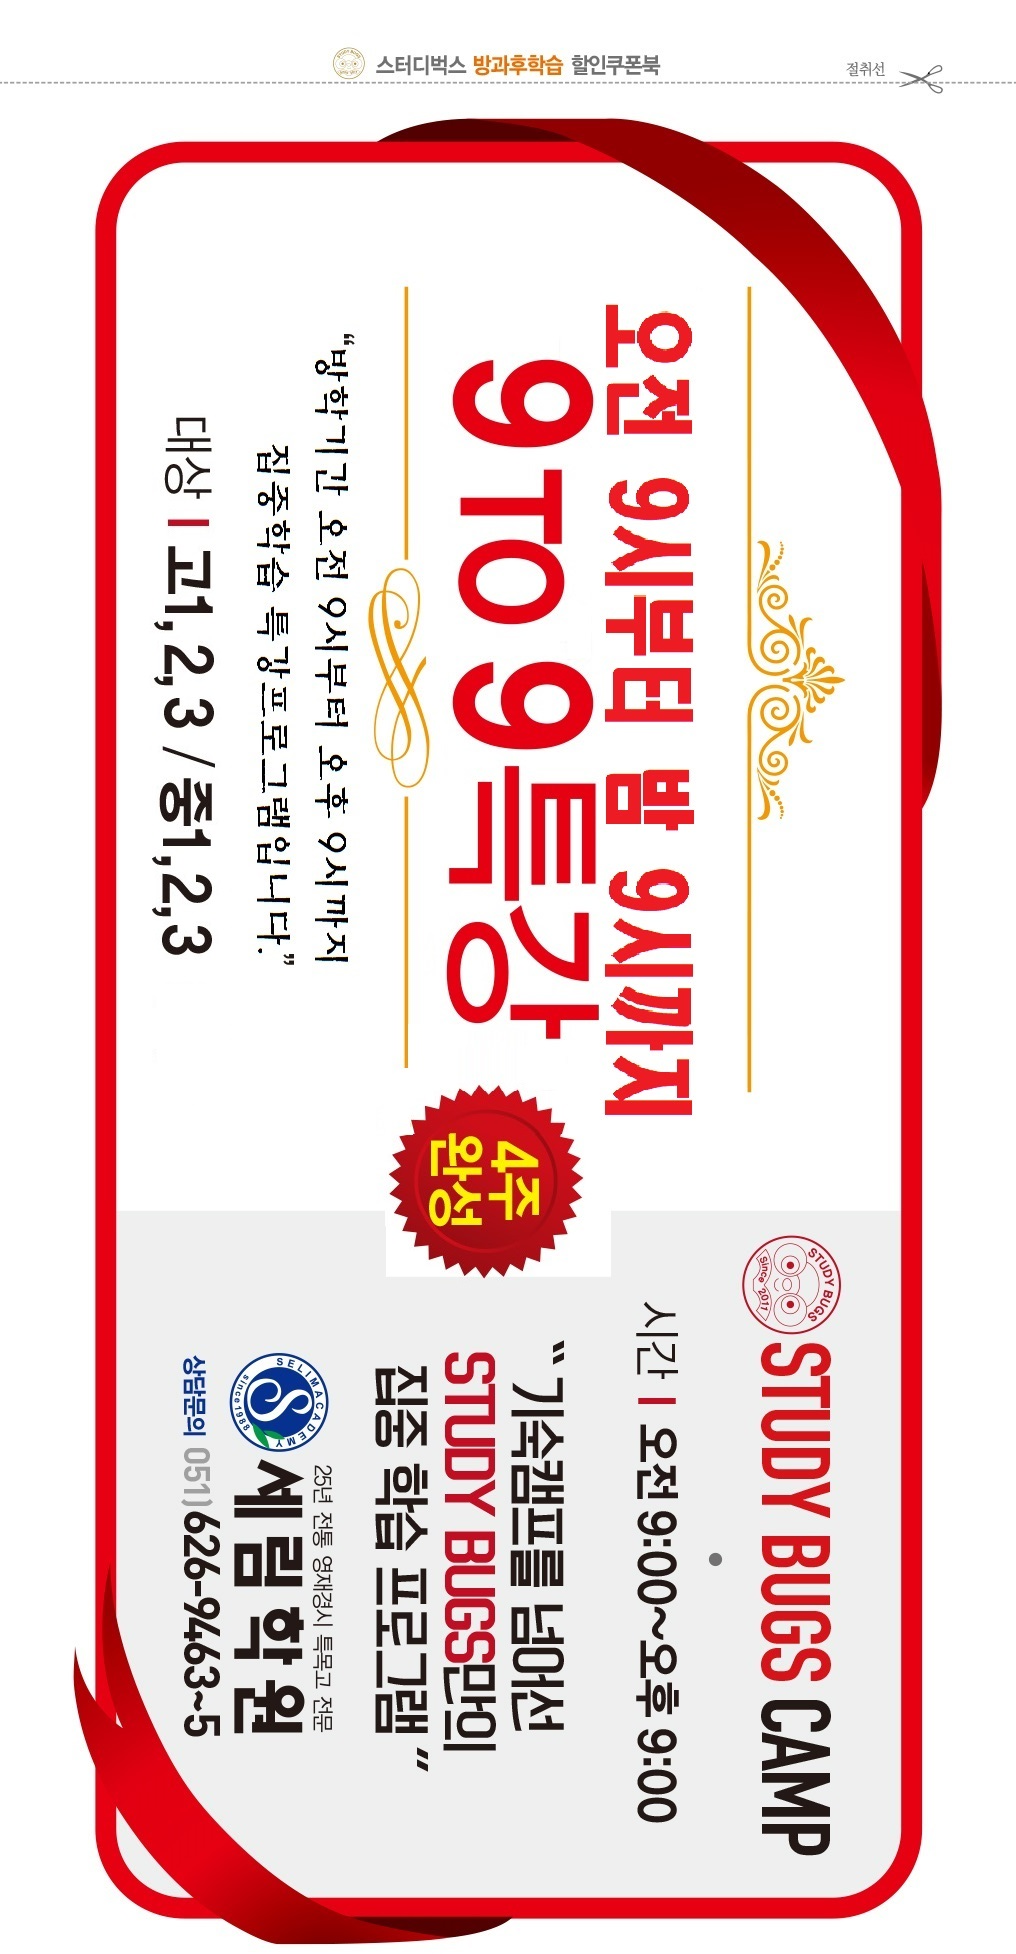 스터디벅스 방과후학습 할인쿠폰북
절취선
오전 9시부터 밤 9시까지
9 TO 9 특강
"방학기간 오전 9시부터 오후 9시까지
집중학습 특강프로그램입니다."
대상 | 고1, 2, 3 / 중1,2,3
4주
완성
STUDY BUGS
Since 2011
STUDY BUGS CAMP
시간 | 오전 9:00~오후 9:00
" 기숙캠프를 넘어선
STUDY BUGS만의
집중 학습 프로그램 "
SELIM ACADEMY
since1988
25년 전통 영재경시 특목고 전문
세림학원
상담문의 051)626-9463~5